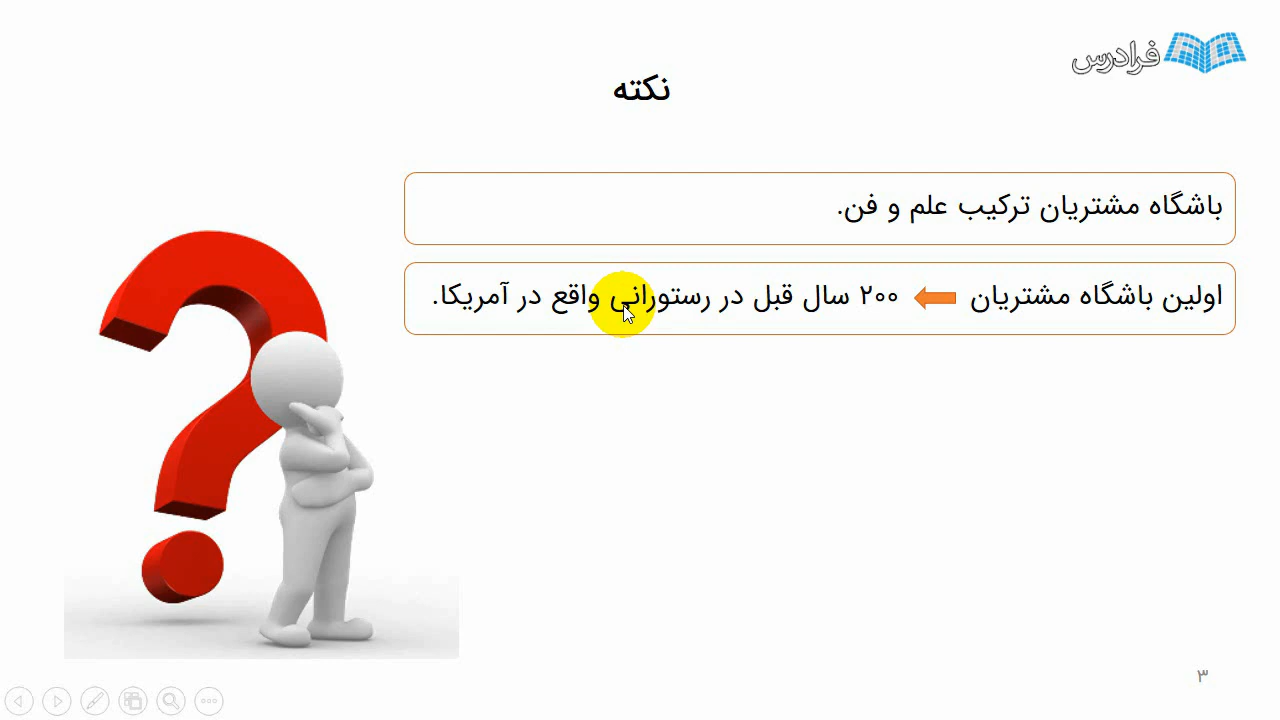 فرادرس
نکته
باشگاه مشتریان ترکیب علم و فن.
اولین باشگاه مشتریان ۲۰۰ سال قبل در رستورانی واقع در آمریکا.
۳